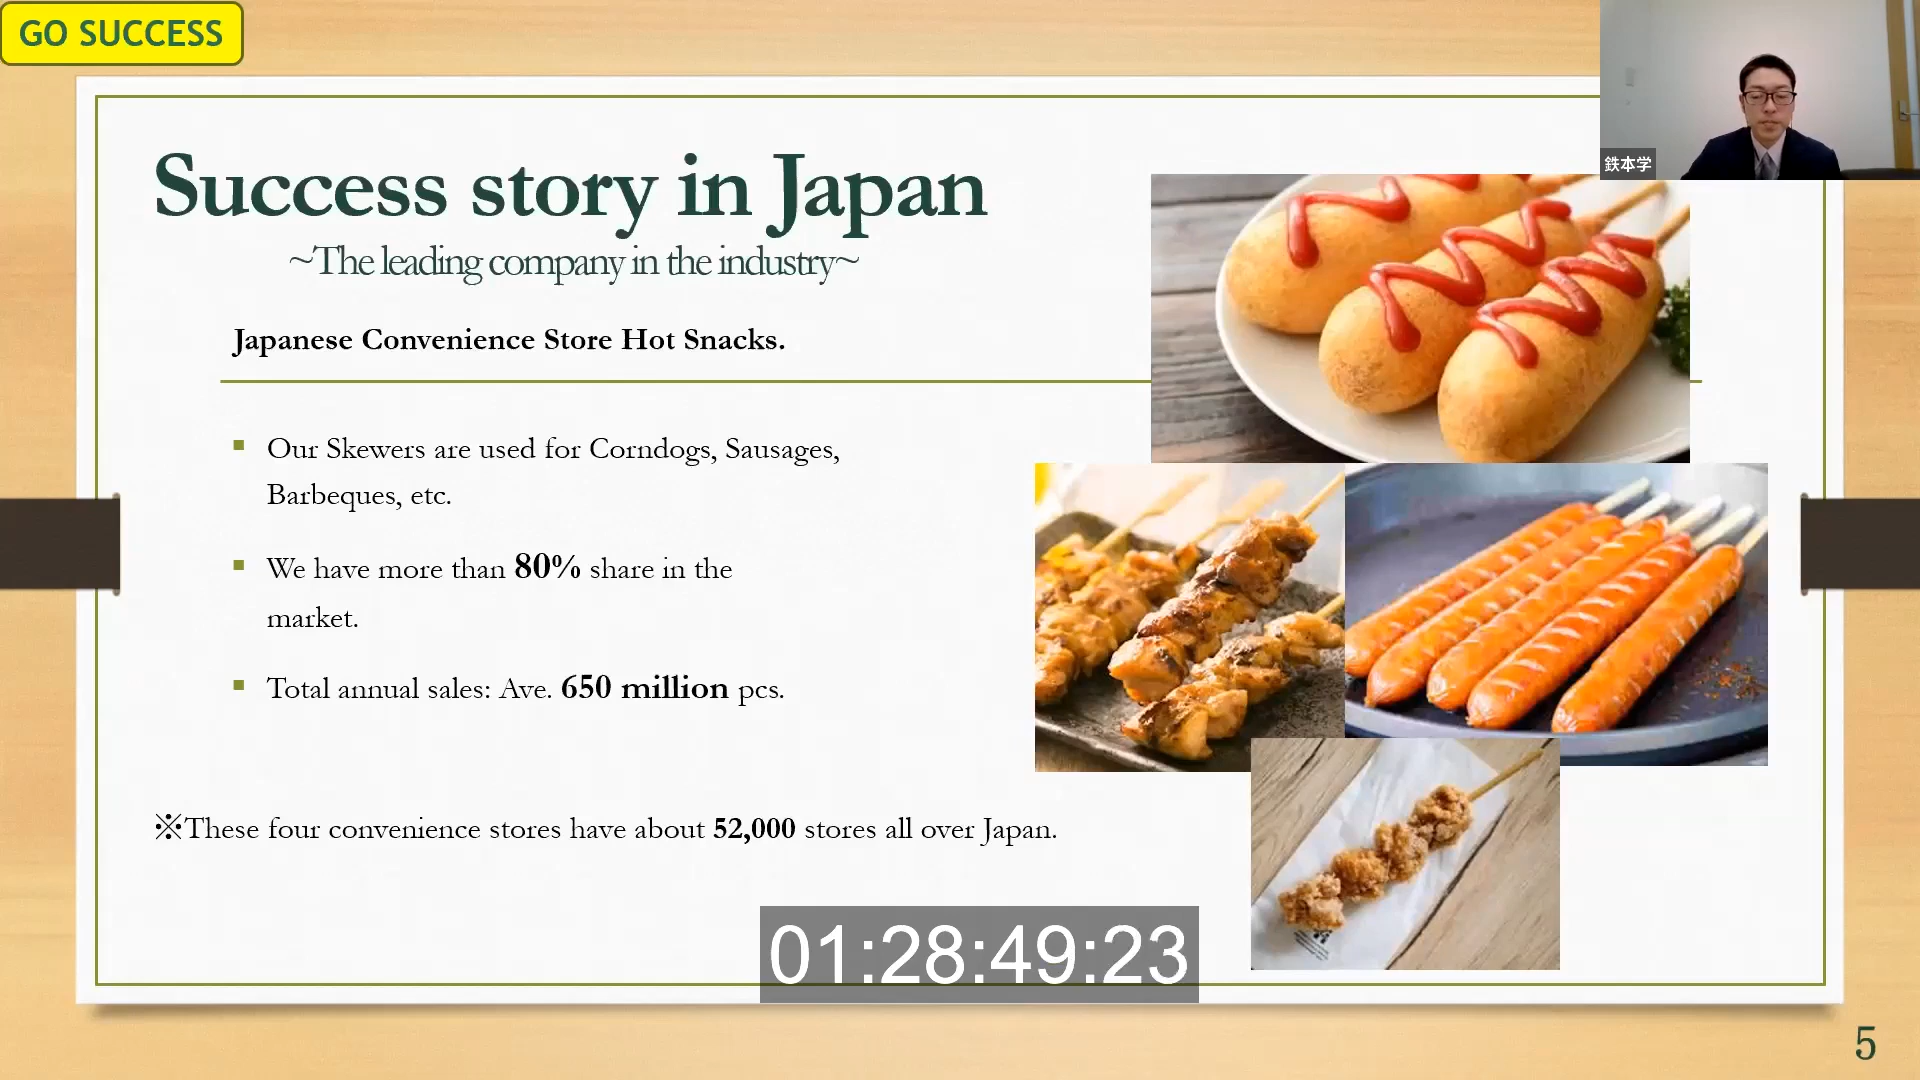 GO SUCCESS
鉄本学
Success story in Japan
~The leading company in the industry~
Japanese Convenience Store Hot Snacks.
Our Skewers are used for Corndogs, Sausages,
Barbeques, etc.
We have more than 80% share in the
market.
Total annual sales: Ave. 650 million pcs.
※These four convenience stores have about 52,000 stores all over Japan.
01:28:49:23
5